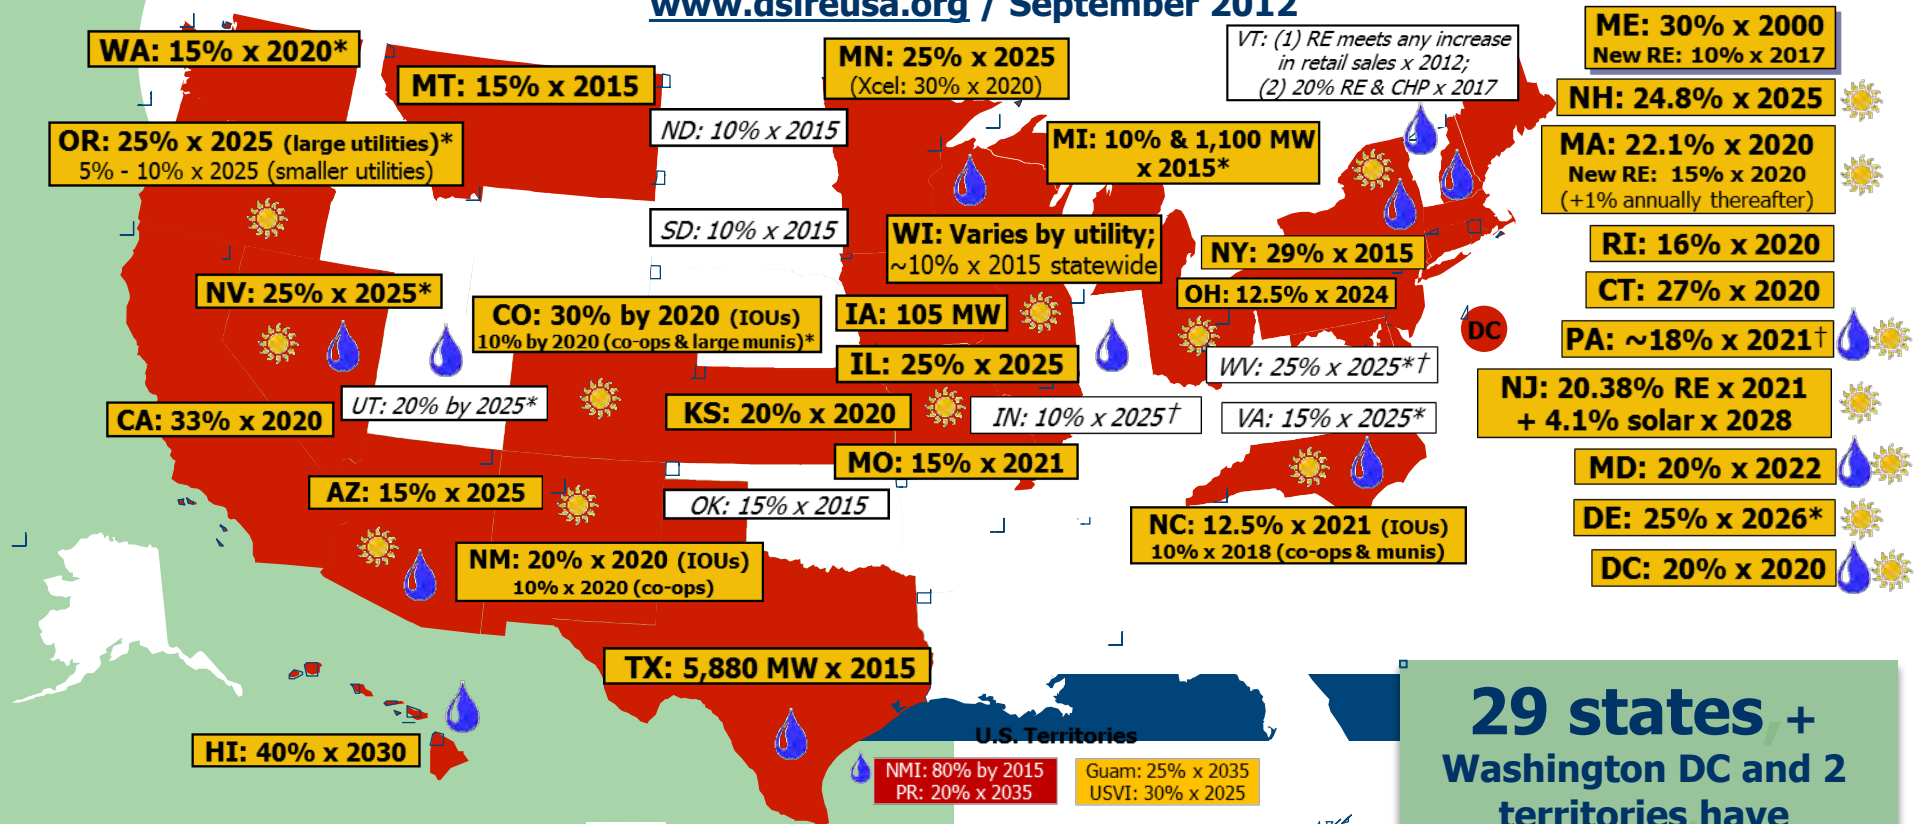 www.dsireusa.org / September 2012
WA: 15% x 2020*
MT: 15% x 2015
ND: 10% x 2015
MN: 25% x 2025
(Xcel: 30% x 2020)
VT: (1) RE meets any increase
in retail sales x 2012;
(2) 20% RE & CHP x 2017
ME: 30% x 2000
New RE: 10% x 2017
NH: 24.8% x 2025
OR: 25% x 2025 (large utilities)*
5% - 10% x 2025 (smaller utilities)
MI: 10% & 1,100 MW
x 2015*
MA: 22.1% x 2020
New RE: 15% x 2020
(+1% annually thereafter)
SD: 10% x 2015
WI: Varies by utility;
~10% x 2015 statewide
NY: 29% x 2015
RI: 16% x 2020
NV: 25% x 2025*
CO: 30% by 2020 (IOUs)
10% by 2020 (co-ops & large munis)*
IA: 105 MW
OH: 12.5% x 2024
CT: 27% x 2020
DC
PA: ~18% x 2021†
IL: 25% x 2025
WV: 25% x 2025*†
CA: 33% x 2020
UT: 20% by 2025*
KS: 20% x 2020
IN: 10% x 2025†
VA: 15% x 2025*
NJ: 20.38% RE x 2021
+ 4.1% solar x 2028
MO: 15% x 2021
MD: 20% x 2022
AZ: 15% x 2025
OK: 15% x 2015
NC: 12.5% x 2021 (IOUs)
10% x 2018 (co-ops & munis)
DE: 25% x 2026*
NM: 20% x 2020 (IOUs)
10% x 2020 (co-ops)
DC: 20% x 2020
TX: 5,880 MW x 2015
HI: 40% x 2030
U.S. Territories
NMI: 80% by 2015
PR: 20% x 2035
Guam: 25% x 2035
USVI: 30% x 2025
29 states,+
Washington DC and 2
territories have